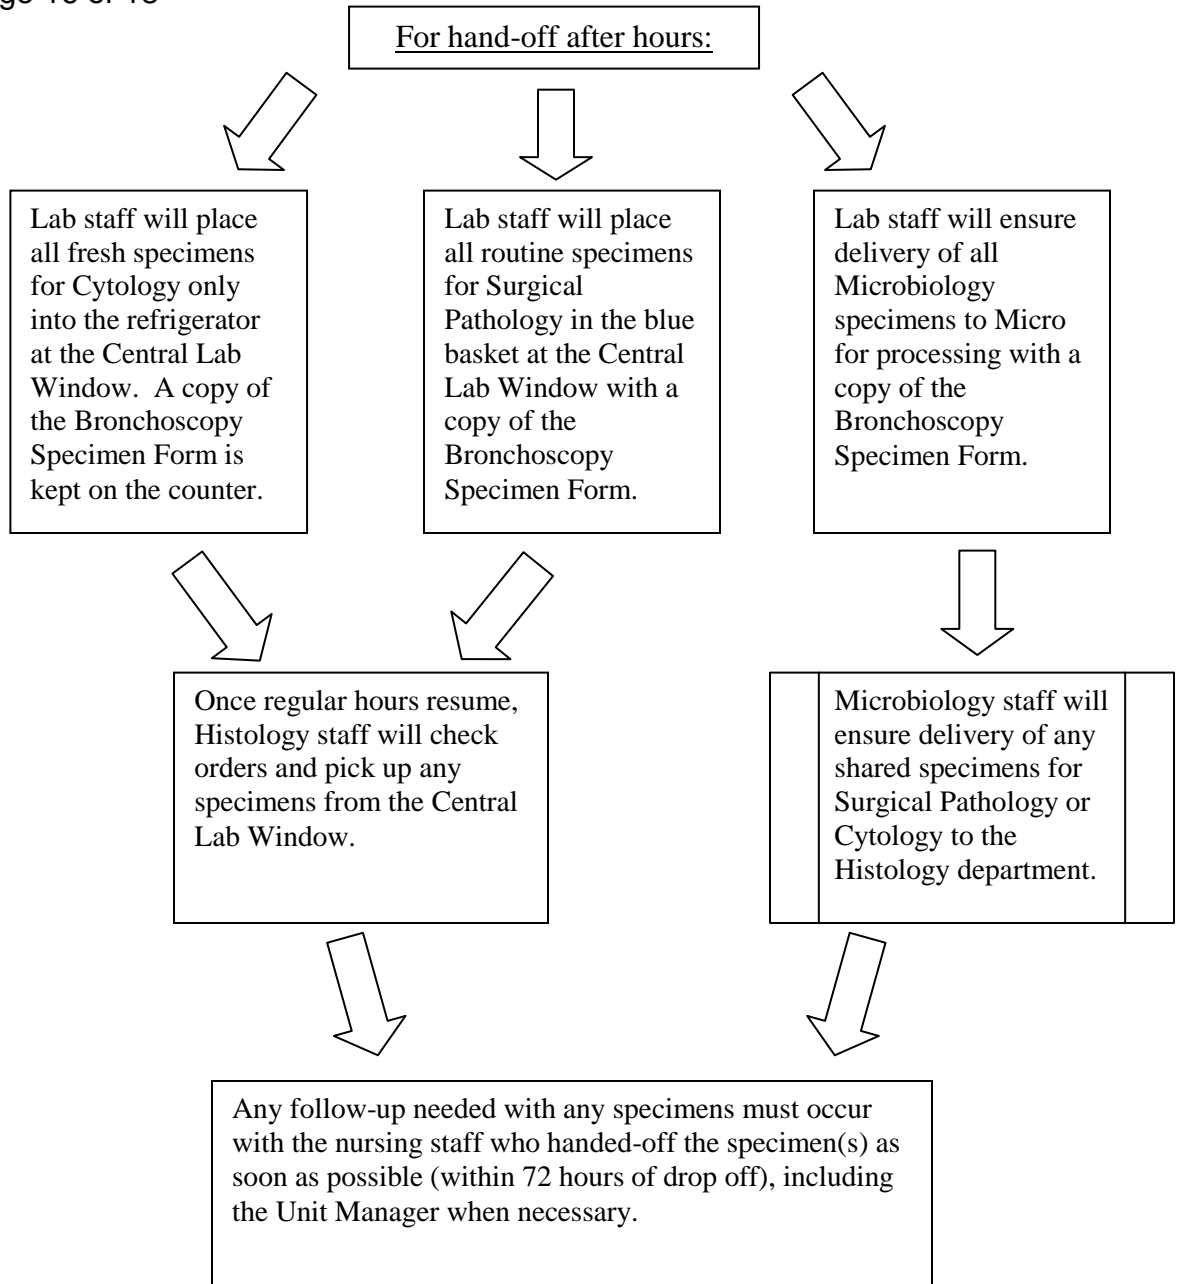 For hand-off after hours:
Lab staff will place
all fresh specimens
for Cytology only
into the refrigerator
at the Central Lab
Window.  A copy of
the Bronchoscopy
Specimen Form is
kept on the counter.
Lab staff will place
all routine specimens
for Surgical
Pathology in the blue
basket at the Central
Lab Window with a
copy of the
Bronchoscopy
Specimen Form.
Lab staff will ensure
delivery of all
Microbiology
specimens to Micro
for processing with a
copy of the
Bronchoscopy
Specimen Form.
Once regular hours resume,
Histology staff will check
orders and pick up any
specimens from the Central
Lab Window.
Microbiology staff will
ensure delivery of any
shared specimens for
Surgical Pathology or
Cytology to the
Histology department.
Any follow-up needed with any specimens must occur
with the nursing staff who handed-off the specimen(s) as
soon as possible (within 72 hours of drop off), including
the Unit Manager when necessary.